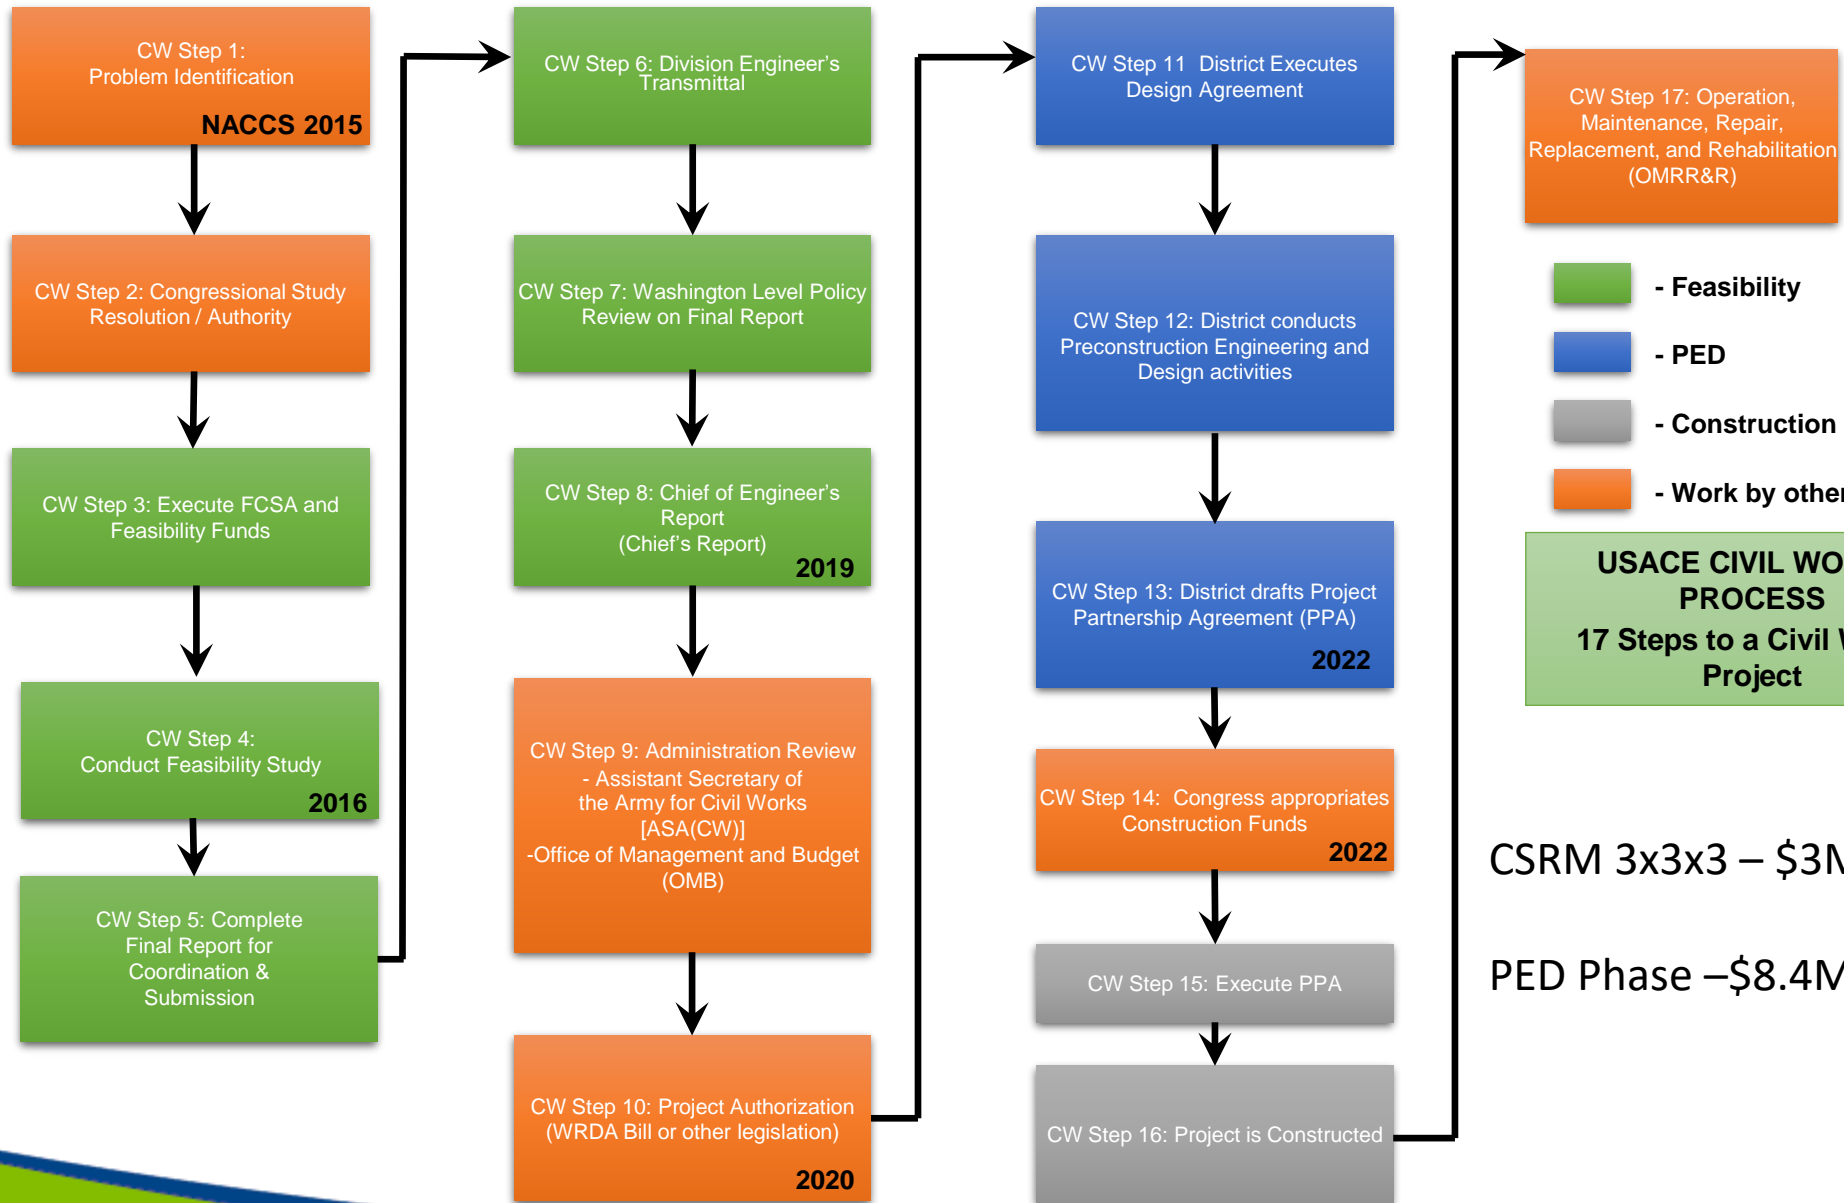 CW Step 1:
Problem Identification
NACCS 2015
CW Step 2: Congressional Study
Resolution / Authority
CW Step 3: Execute FCSA and
Feasibility Funds
CW Step 4:
Conduct Feasibility Study
2016
CW Step 5: Complete
Final Report for
Coordination &
Submission
CW Step 6: Division Engineer’s
Transmittal
CW Step 7: Washington Level Policy
Review on Final Report
CW Step 8: Chief of Engineer’s
Report
(Chief’s Report)
2019
CW Step 9: Administration Review
- Assistant Secretary of
the Army for Civil Works
[ASA(CW)]
-Office of Management and Budget
(OMB)
CW Step 10: Project Authorization
(WRDA Bill or other legislation)
2020
CW Step 11 District Executes
Design Agreement
CW Step 12: District conducts
Preconstruction Engineering and
Design activities
CW Step 13: District drafts Project
Partnership Agreement (PPA)
2022
CW Step 14: Congress appropriates
Construction Funds
2022
CW Step 15: Execute PPA
CW Step 16: Project is Constructed
CW Step 17: Operation,
Maintenance, Repair,
Replacement, and Rehabilitation
(OMRR&R)
- Feasibility
- PED
- Construction
- Work by other
USACE CIVIL WO
PROCESS
17 Steps to a Civil
Project
CSRM 3x3x3 – $3M
PED Phase –$8.4M